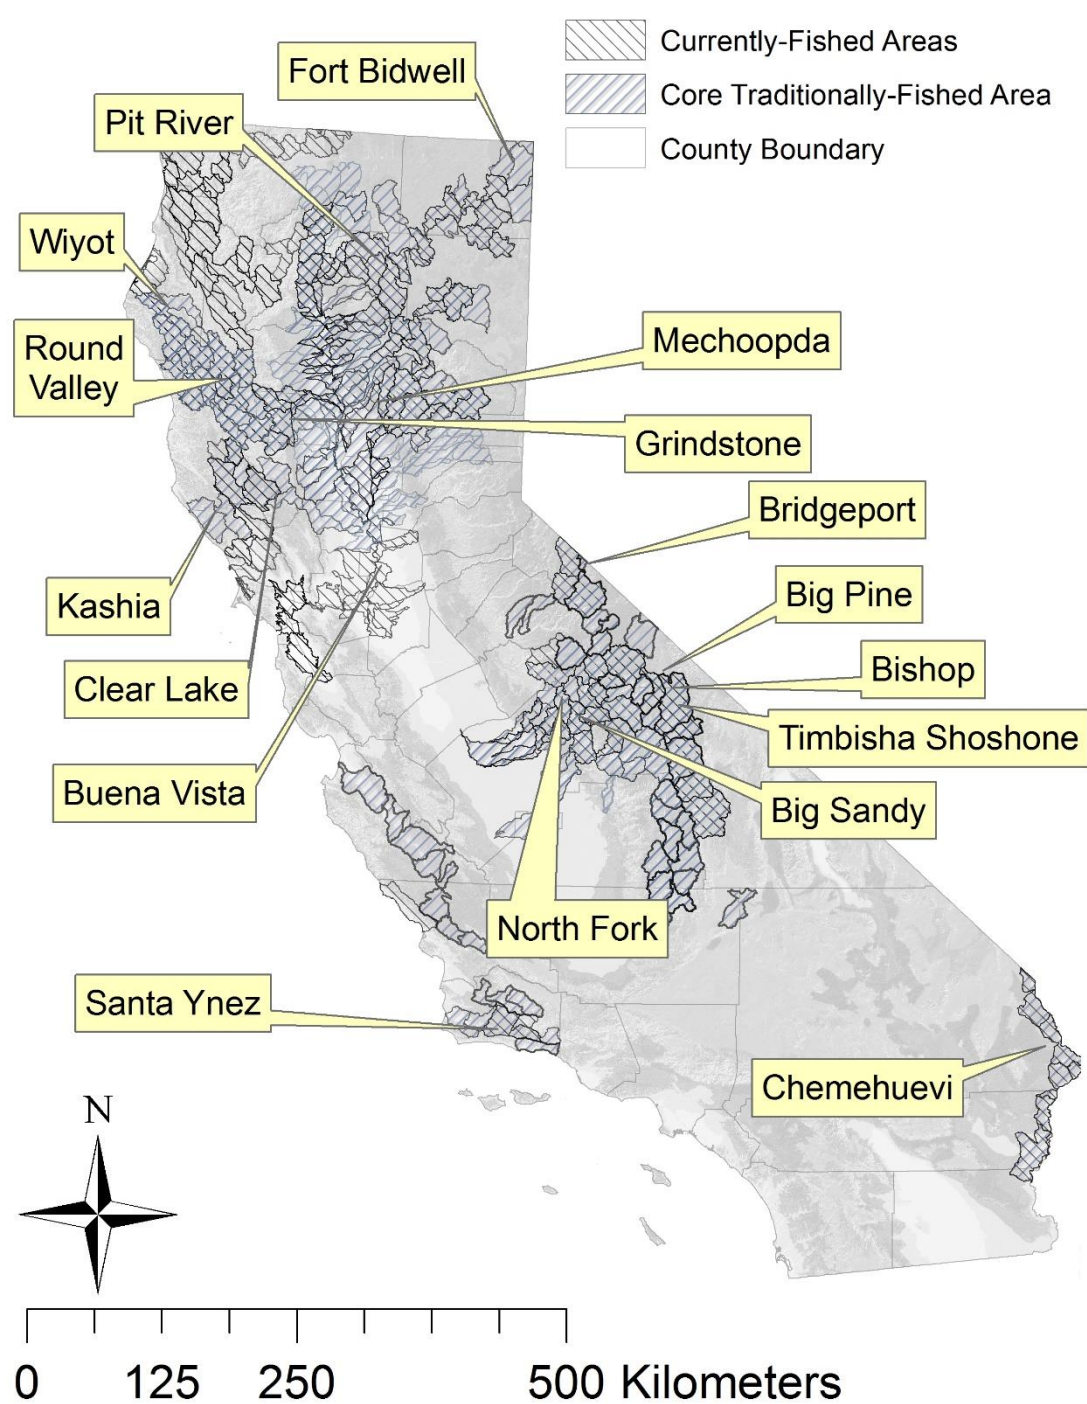 Currently-Fished Areas
Core Traditionally-Fished Area
County Boundary
Fort Bidwell
Pit River
Wiyot
Round
Valley
Mechoopda
Grindstone
Bridgeport
Big Pine
Bishop
Timbisha Shoshone
Big Sandy
Kashia
Clear Lake
Buena Vista
North Fork
Santa Ynez
Chemehuevi
N
0 125 250 500 Kilometers